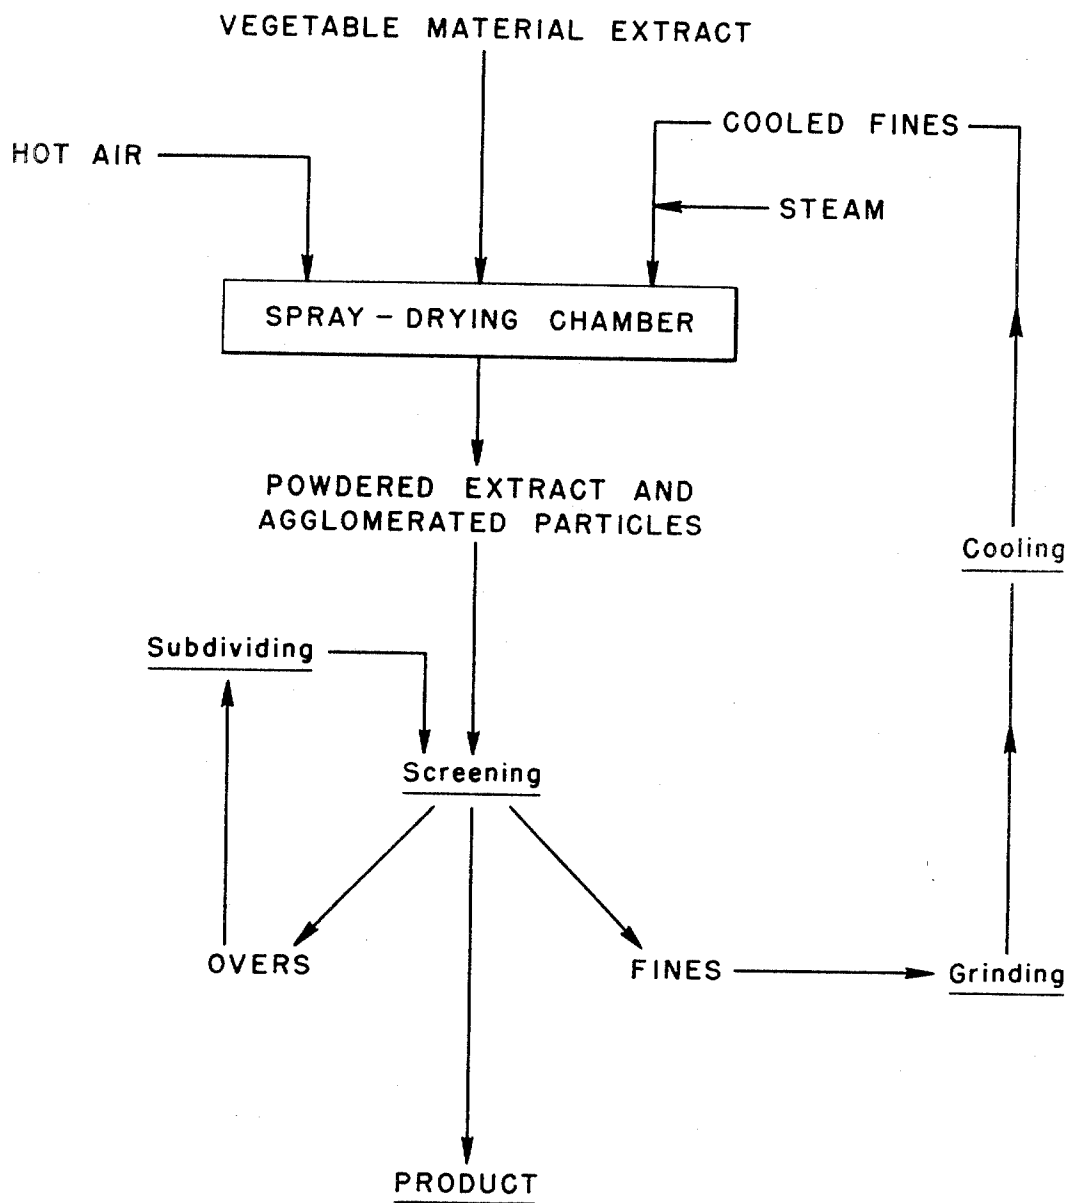 VEGETABLE MATERIAL EXTRACT
COOLED FINES
HOT AIR
STEAM
SPRAY - DRYING CHAMBER
POWDERED EXTRACT AND
AGGLOMERATED PARTICLES
Cooling
Subdividing
Screening
OVERS
FINES
Grinding
PRODUCT